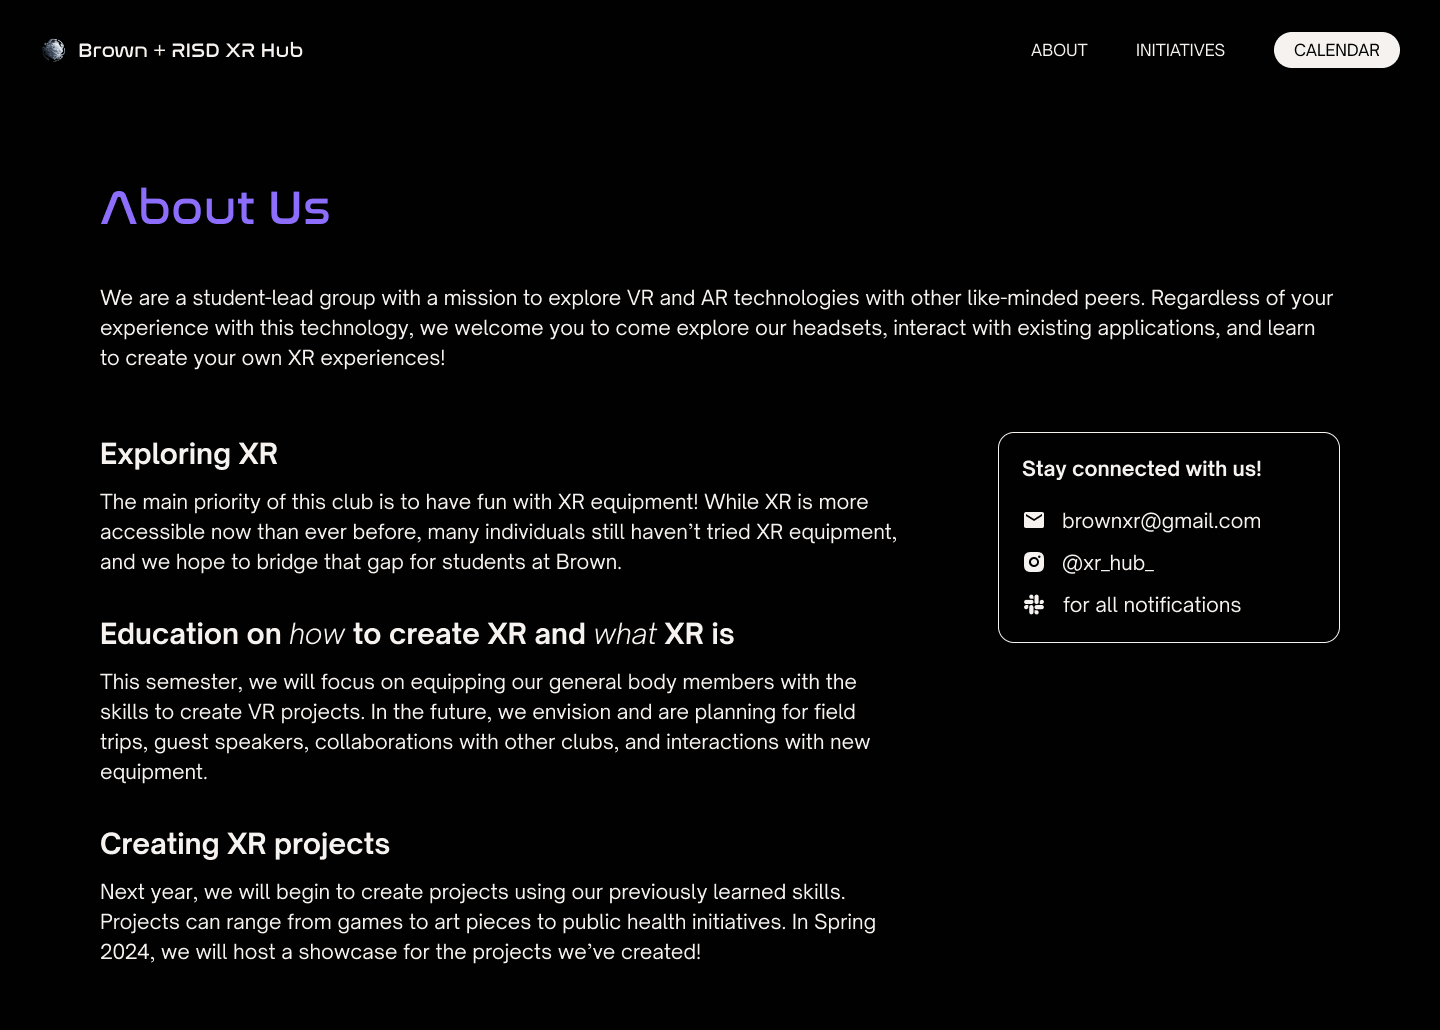 Brown + RISD XR Hub
ABOUT
INITIATIVES
CALENDAR
About Us
We are a student-lead group with a mission to explore VR and AR technologies with other like-minded peers. Regardless of your
experience with this technology, we welcome you to come explore our headsets, interact with existing applications, and learn
to create your own XR experiences!
Exploring XR
The main priority of this club is to have fun with XR equipment! While XR is more
accessible now than ever before, many individuals still haven’t tried XR equipment,
and we hope to bridge that gap for students at Brown.
Education on how to create XR and what XR is
This semester, we will focus on equipping our general body members with the
skills to create VR projects. In the future, we envision and are planning for field
trips, guest speakers, collaborations with other clubs, and interactions with new
equipment.
Creating XR projects
Next year, we will begin to create projects using our previously learned skills.
Projects can range from games to art pieces to public health initiatives. In Spring
2024, we will host a showcase for the projects we’ve created!
Stay connected with us!
brownxr@gmail.com
@xr_hub_
for all notifications